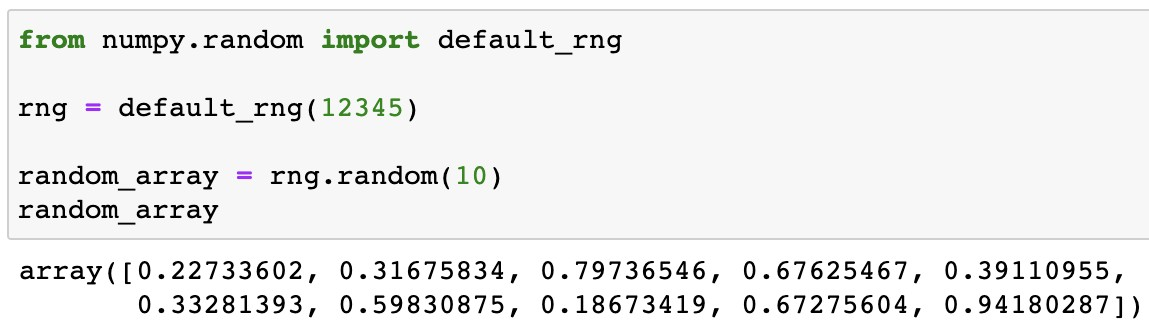 from numpy.random import default_rng
rng = default_rng(12345)
random_array = rng.random(10)
random_array
array([0.22733602, 0.31675834, 0.79736546, 0.67625467, 0.39110955,
0.33281393, 0.59830875, 0.18673419, 0.67275604, 0.94180287])